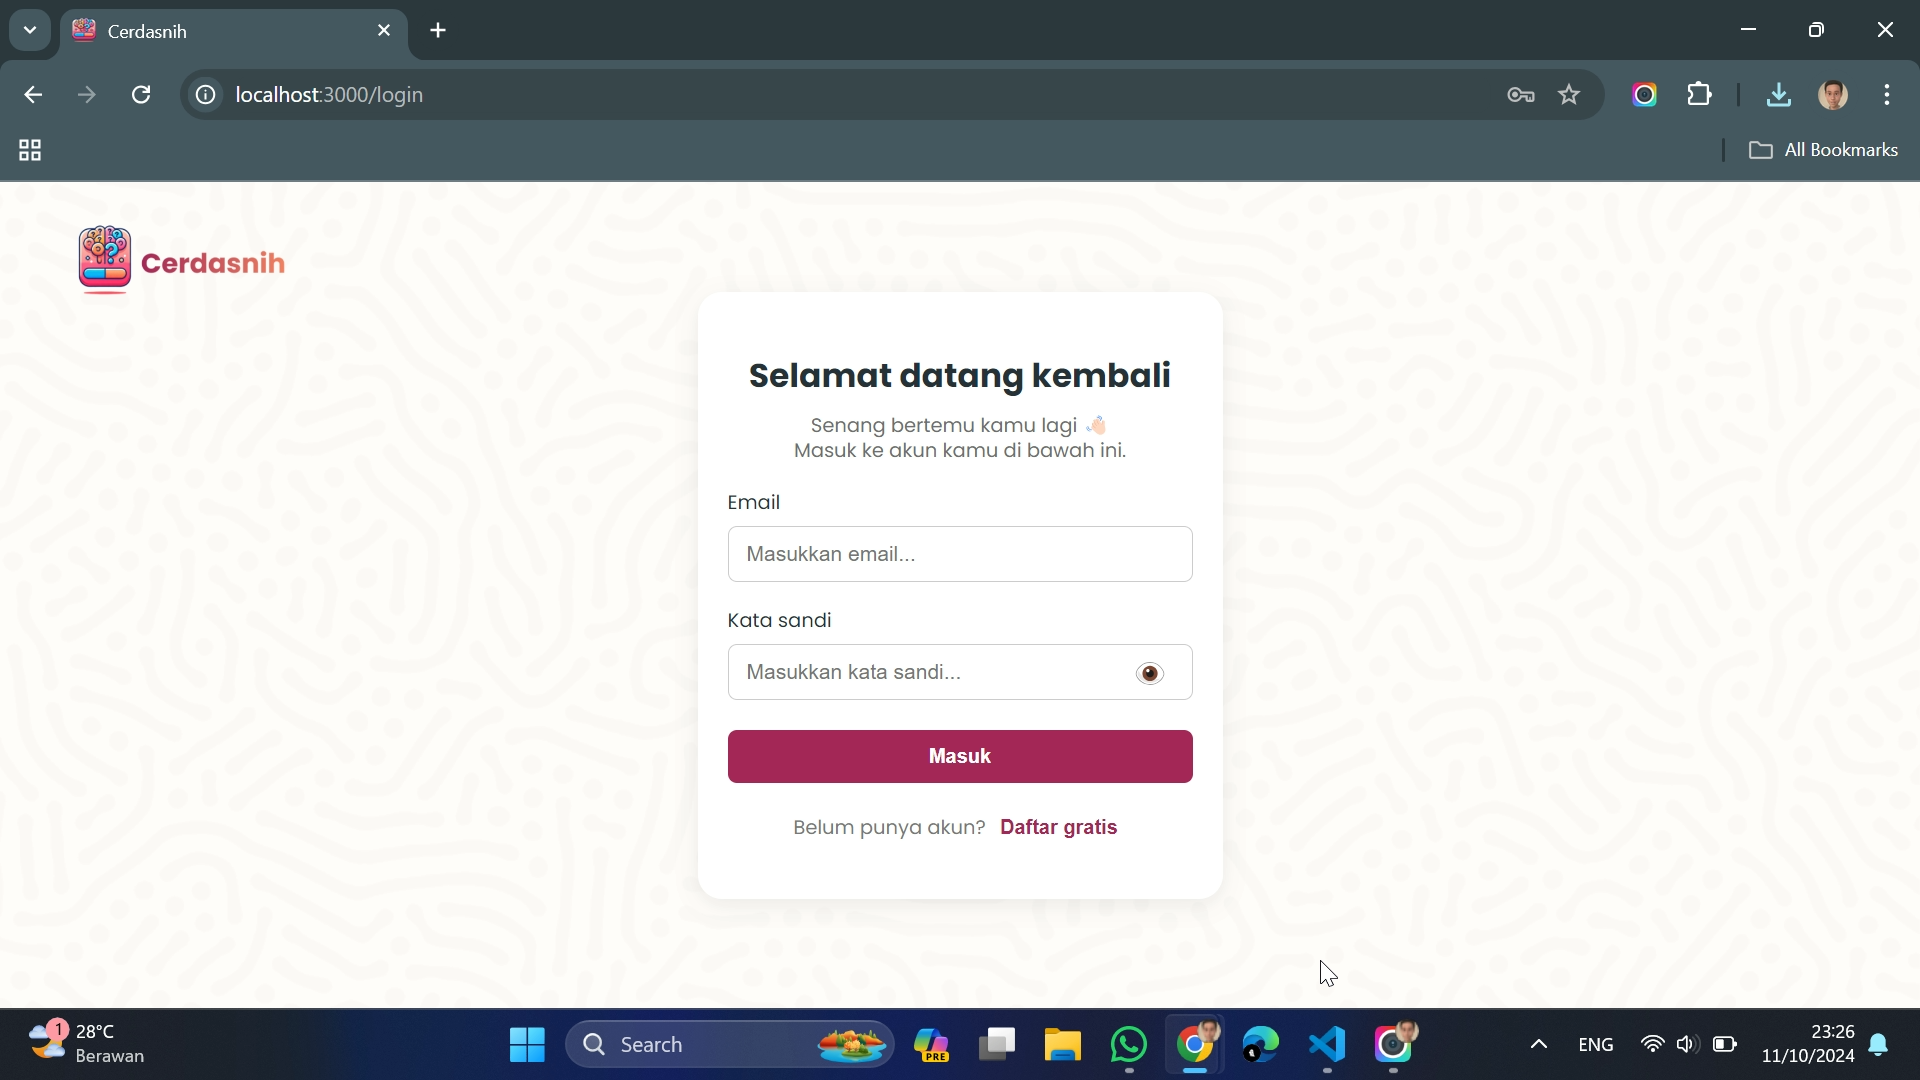 Cerdasnih
localhost:3000/login
All Bookmarks
Cerdasnih
Selamat datang kembali
Senang bertemu kamu lagi 👋🏻
Masuk ke akun kamu di bawah ini.
Email
Masukkan email...
Kata sandi
Masukkan kata sandi...
Masuk
Belum punya akun? Daftar gratis
1
28°C
Berawan
Search
PRE
ENG
23:26
11/10/2024